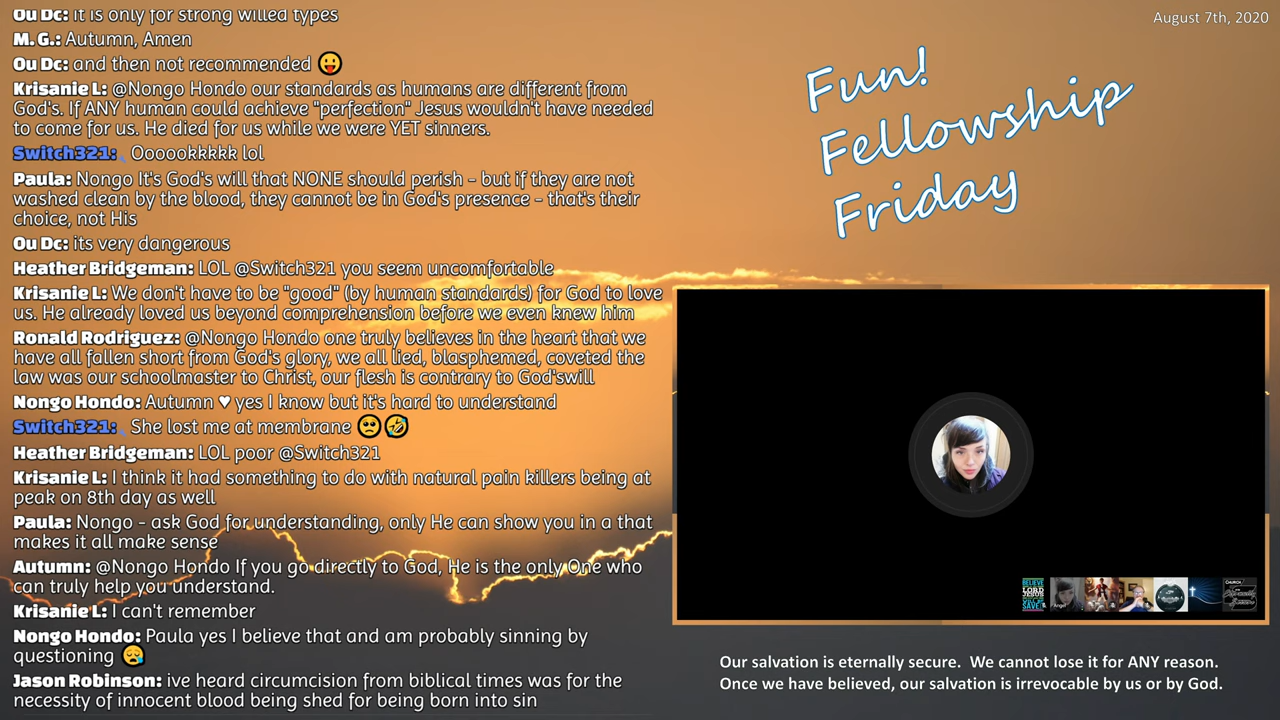 Ou Dc: it is only for strong willed types
M. G.: Autumn, Amen
Ou Dc: and then not recommended 😛
Krisanie L: @Nongo Hondo our standards as humans are different from
God's. If ANY human could achieve "perfection" Jesus wouldn't have needed
to come for us. He died for us while we were YET sinners.
Switch321: Ooookkkkk lol
Paula: Nongo It's God's will that NONE should perish - but if they are not
washed clean by the blood, they cannot be in God's presence - that's their
choice, not His
Ou Dc: its very dangerous
Heather Bridgeman: LOL @Switch321 you seem uncomfortable
Krisanie L: We don't have to be "good" (by human standards) for God to love
us. He already loved us beyond comprehension before we even knew him
Ronald Rodriguez: @Nongo Hondo one truly believes in the heart that we
have all fallen short from God's glory, we all lied, blasphemed, coveted the
law was our schoolmaster to Christ, our flesh is contrary to God'swill
Nongo Hondo: Autumn ♥ yes I know but it's hard to understand
Switch321: She lost me at membrane 🥺🤣
Heather Bridgeman: LOL poor @Switch321
Krisanie L: I think it had something to do with natural pain killers being at
peak on 8th day as well
Paula: Nongo - ask God for understanding, only He can show you in a that
makes it all make sense
Autumn: @Nongo Hondo If you go directly to God, He is the only One who
can truly help you understand.
Krisanie L: I can't remember
Nongo Hondo: Paula yes I believe that and am probably sinning by
questioning 😪
Jason Robinson: ive heard circumcision from biblical times was for the
necessity of innocent blood being shed for being born into sin
August 7th, 2020
Fun!
Fellowship
Friday
BELIEVE
LORD
JESUS
SAVE
Angel
CHURCH
Our salvation is eternally secure. We cannot lose it for ANY reason.
Once we have believed, our salvation is irrevocable by us or by God.